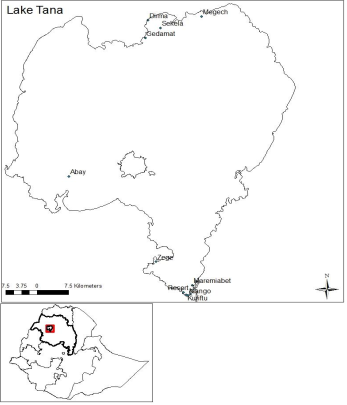 Lake Tana
Dirma
Megech
Sekela
Gedamat
Abay
Zege
Maremiabet
Resort
Mango
Kuriftu
N
7.5 3.75 0 7.5 Kilometers